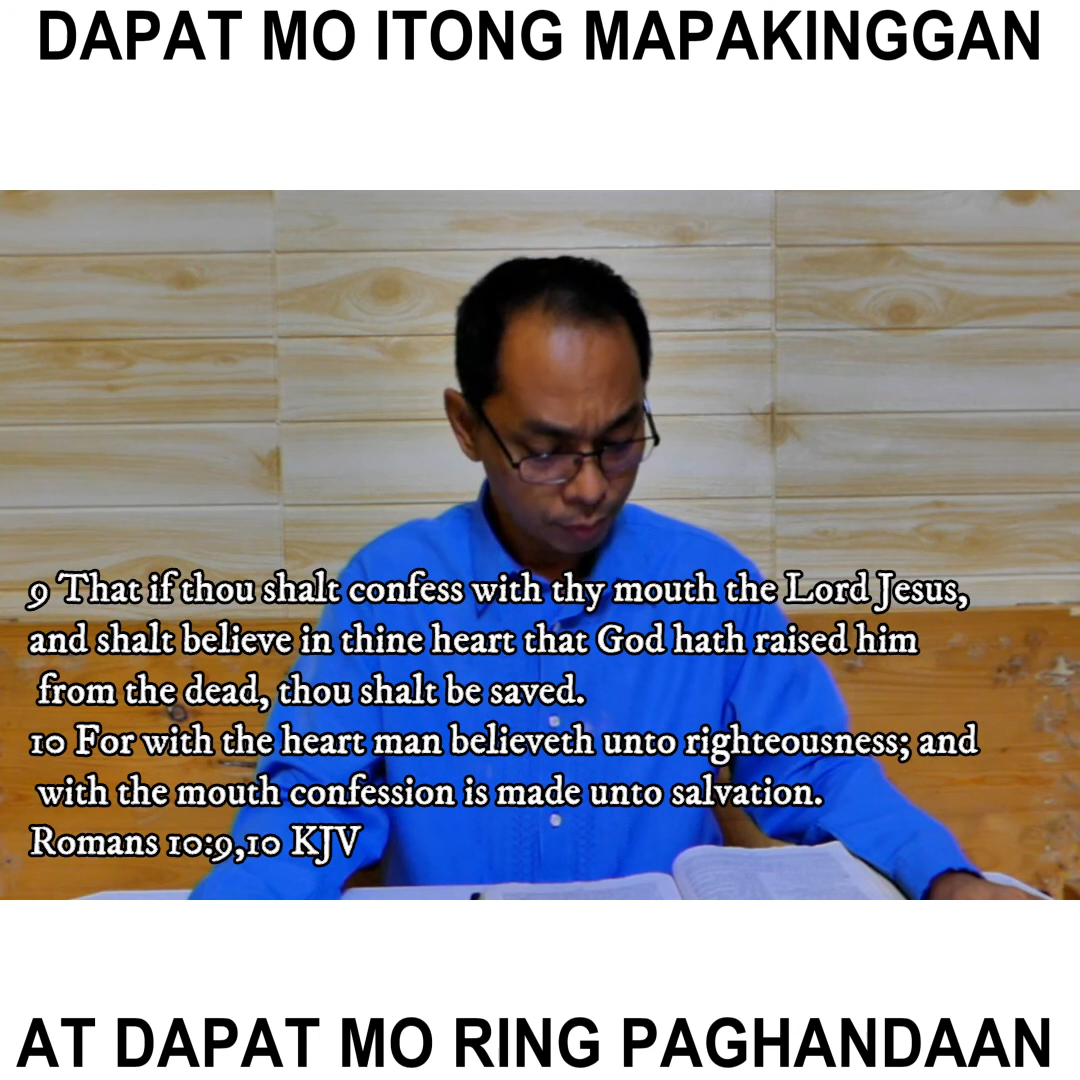 DAPAT MO ITONG MAPAKINGGAN
9 That if thou shalt confess with thy mouth the Lord Jesus,
and shalt believe in thine heart that God hath raised him
from the dead, thou shalt be saved.
10 For with the heart man believeth unto righteousness; and
with the mouth confession is made unto salvation.
Romans 10:9,10 KJV
AT DAPAT MO RING PAGHANDAAN